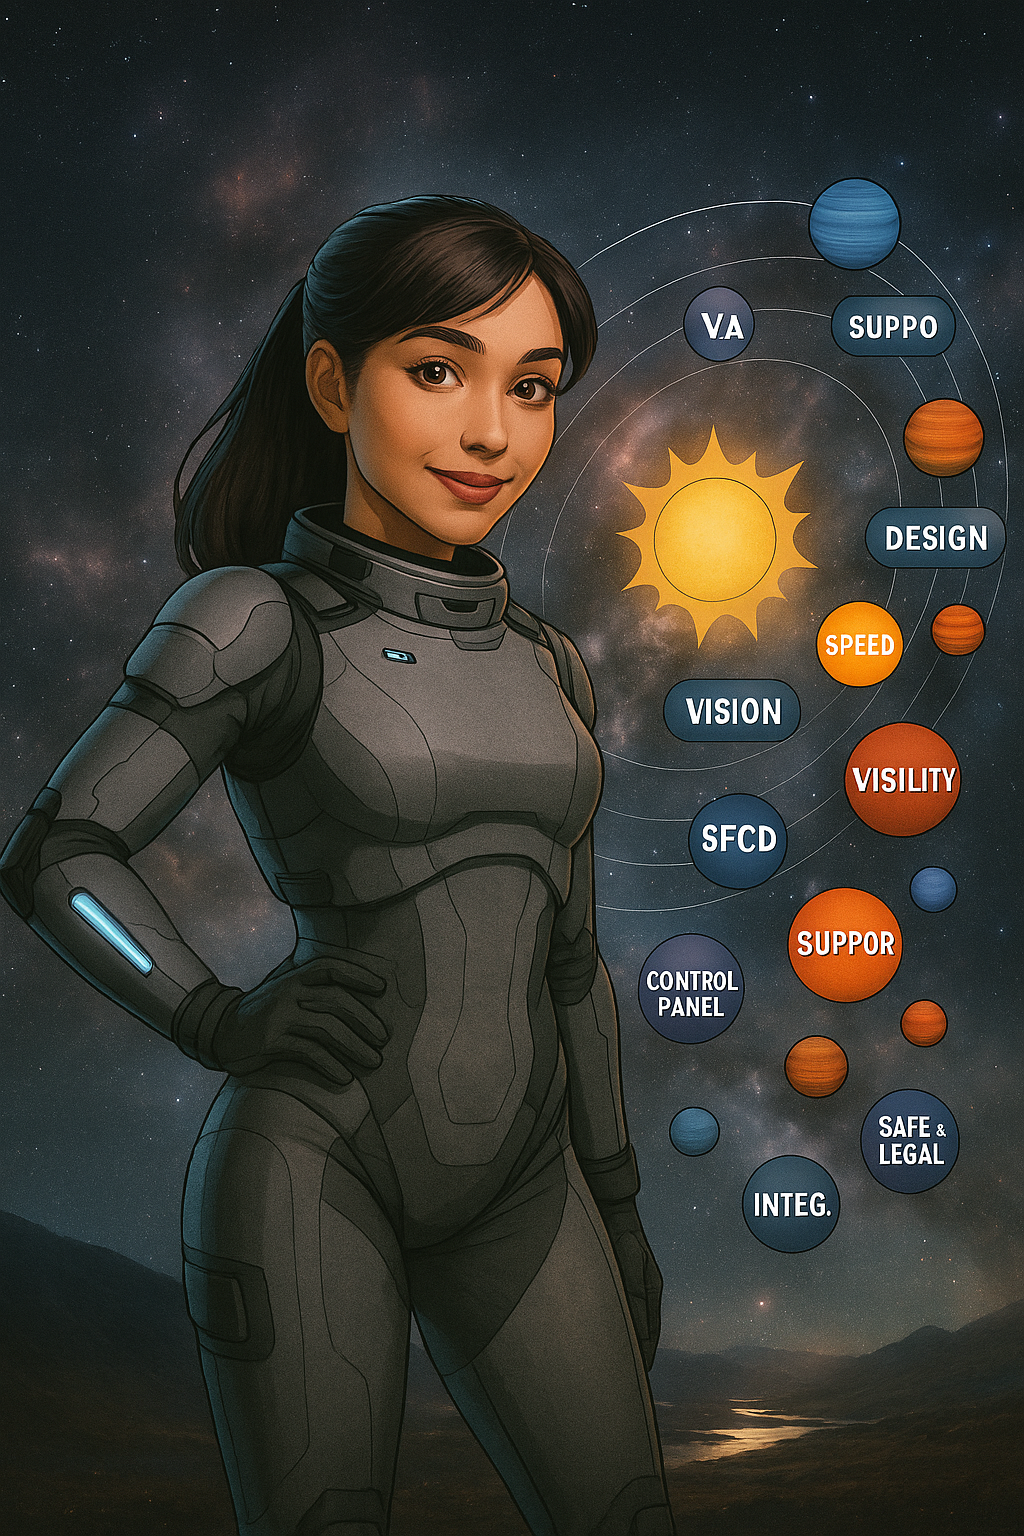 V.A
SUPPO
DESIGN
SPEED
VISION
VISILITY
SFCD
SUPPOR
CONTROL
PANEL
SAFE &
LEGAL
INTEG.